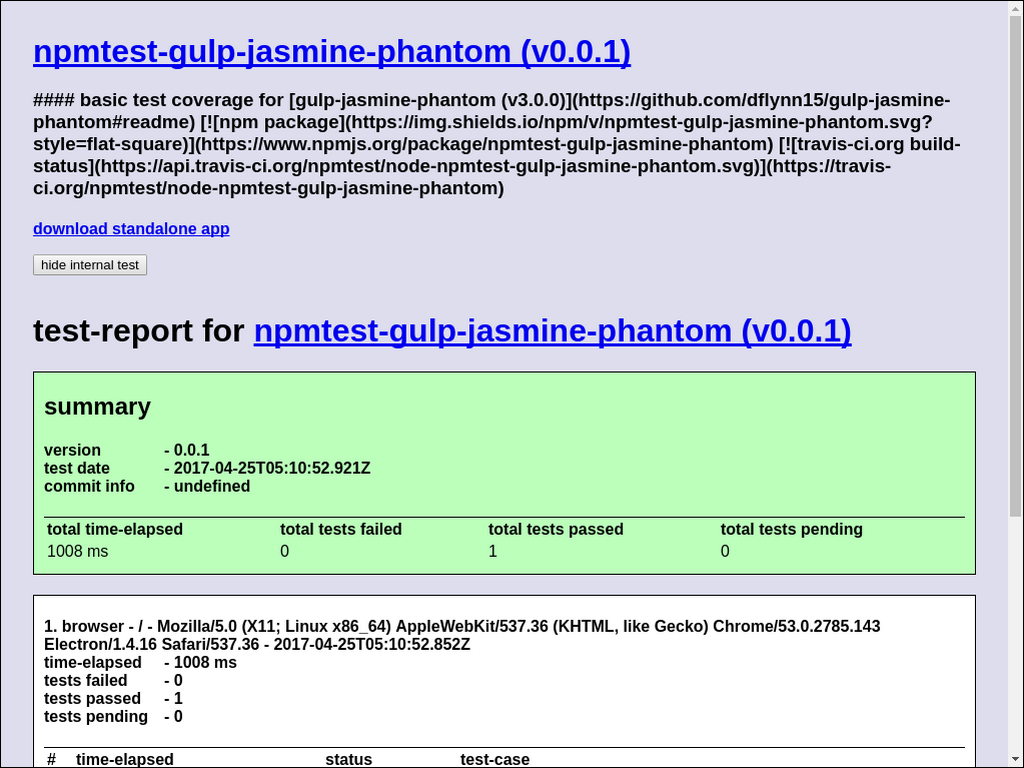 npmtest-gulp-jasmine-phantom (v0.0.1)
#### basic test coverage for [gulp-jasmine-phantom (v3.0.0)](https://github.com/dflynn15/gulp-jasmine-
phantom#readme) [![npm package](https://img.shields.io/npm/v/npmtest-gulp-jasmine-phantom.svg?
style=flat-square)](https://www.npmjs.org/package/npmtest-gulp-jasmine-phantom) [![travis-ci.org build-
status](https://api.travis-ci.org/npmtest/node-npmtest-gulp-jasmine-phantom.svg)](https://travis-
ci.org/npmtest/node-npmtest-gulp-jasmine-phantom)
download standalone app
hide internal test
test-report for npmtest-gulp-jasmine-phantom (v0.0.1)
summary
version - 0.0.1
test date - 2017-04-25T05:10:52.921Z
commit info - undefined
total time-elapsed total tests failed total tests passed total tests pending
1008 ms 0 1 0
1. browser - / - Mozilla/5.0 (X11; Linux x86_64) AppleWebKit/537.36 (KHTML, like Gecko) Chrome/53.0.2785.143
Electron/1.4.16 Safari/537.36 - 2017-04-25T05:10:52.852Z
time-elapsed - 1008 ms
tests failed - 0
tests passed - 1
tests pending - 0
# time-elapsed status test-case